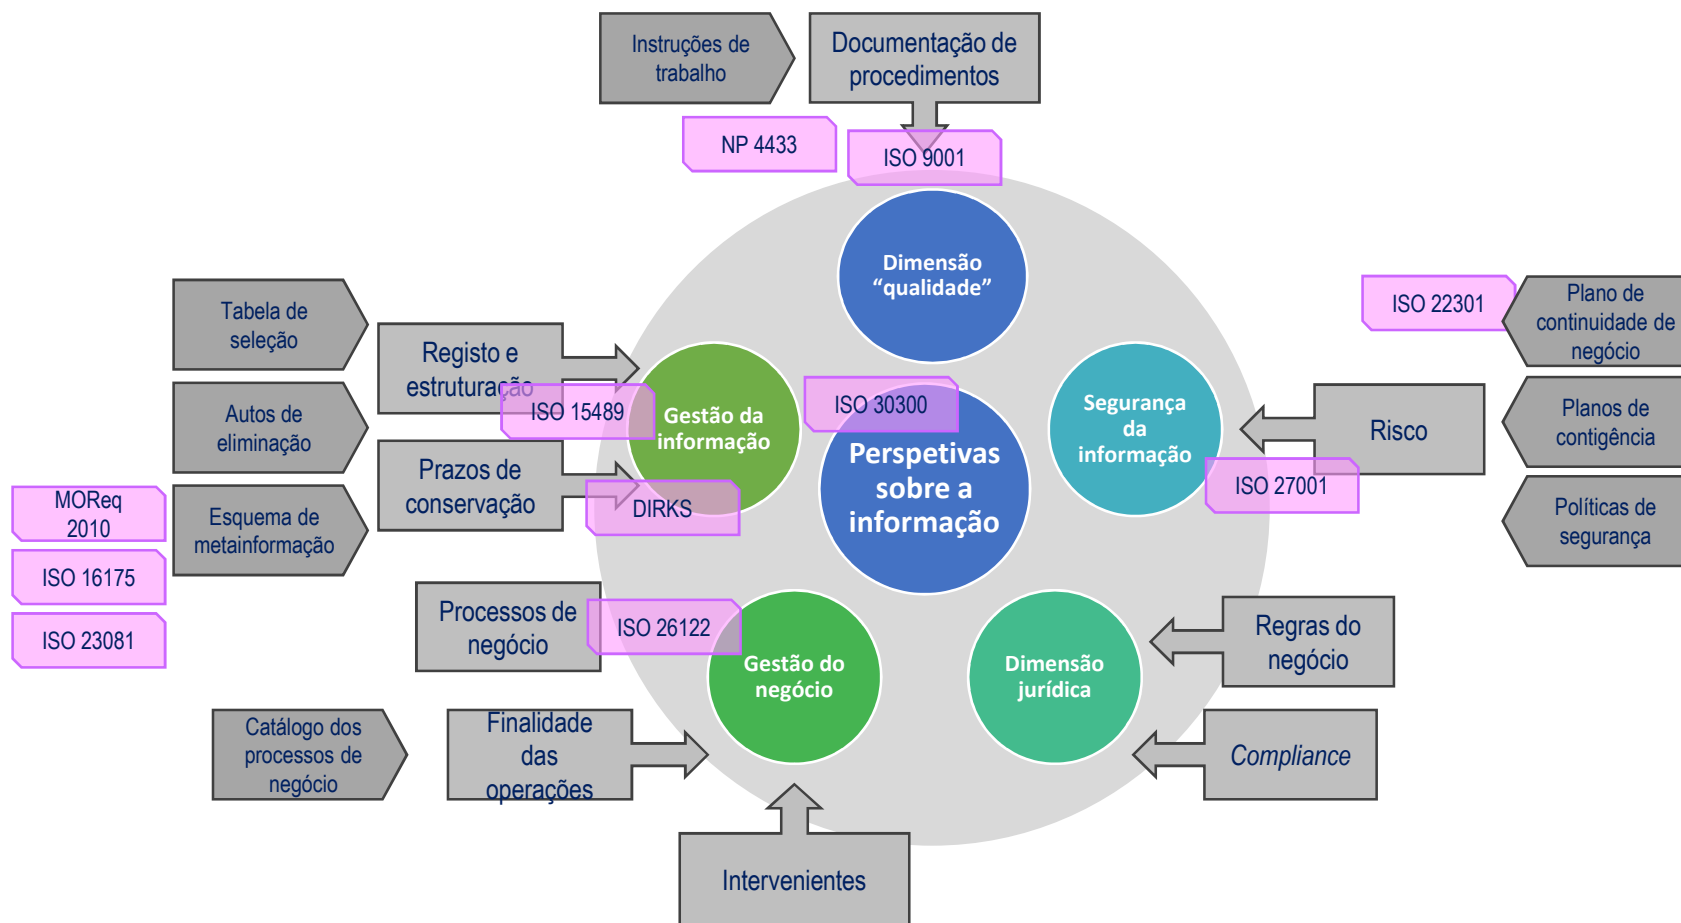 Instruções de
trabalho
Documentação de
procedimentos
NP 4433
ISO 9001
Dimensão
“qualidade”
Tabela de
seleção
Registo e
estruturação
ISO 15489
Autos de
eliminação
Prazos de
conservação
DIRKS
Esquema de
metainformação
MOReq
2010
ISO 16175
ISO 23081
Gestão da
informação
ISO 30300
Perspetivas
sobre a
informação
Segurança
da
informação
ISO 27001
Risco
ISO 22301
Plano de
continuidade de
negócio
Planos de
contigência
Políticas de
segurança
Processos de
negócio
ISO 26122
Gestão do
negócio
Dimensão
jurídica
Regras do
negócio
Compliance
Catálogo dos
processos de
negócio
Finalidade
das
operações
Intervenientes